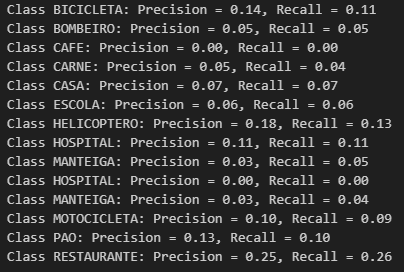 Class BICICLETA: Precision = 0.14, Recall = 0.11
Class BOMBEIRO: Precision = 0.05, Recall = 0.05
Class CAFE: Precision = 0.00, Recall = 0.00
Class CARNE: Precision = 0.05, Recall = 0.04
Class CASA: Precision = 0.07, Recall = 0.07
Class ESCOLA: Precision = 0.06, Recall = 0.06
Class HELICOPTERO: Precision = 0.18, Recall = 0.13
Class HOSPITAL: Precision = 0.11, Recall = 0.11
Class MANTEIGA: Precision = 0.03, Recall = 0.05
Class HOSPITAL: Precision = 0.00, Recall = 0.00
Class MANTEIGA: Precision = 0.03, Recall = 0.04
Class MOTOCICLETA: Precision = 0.10, Recall = 0.09
Class PAO: Precision = 0.13, Recall = 0.10
Class RESTAURANTE: Precision = 0.25, Recall = 0.26